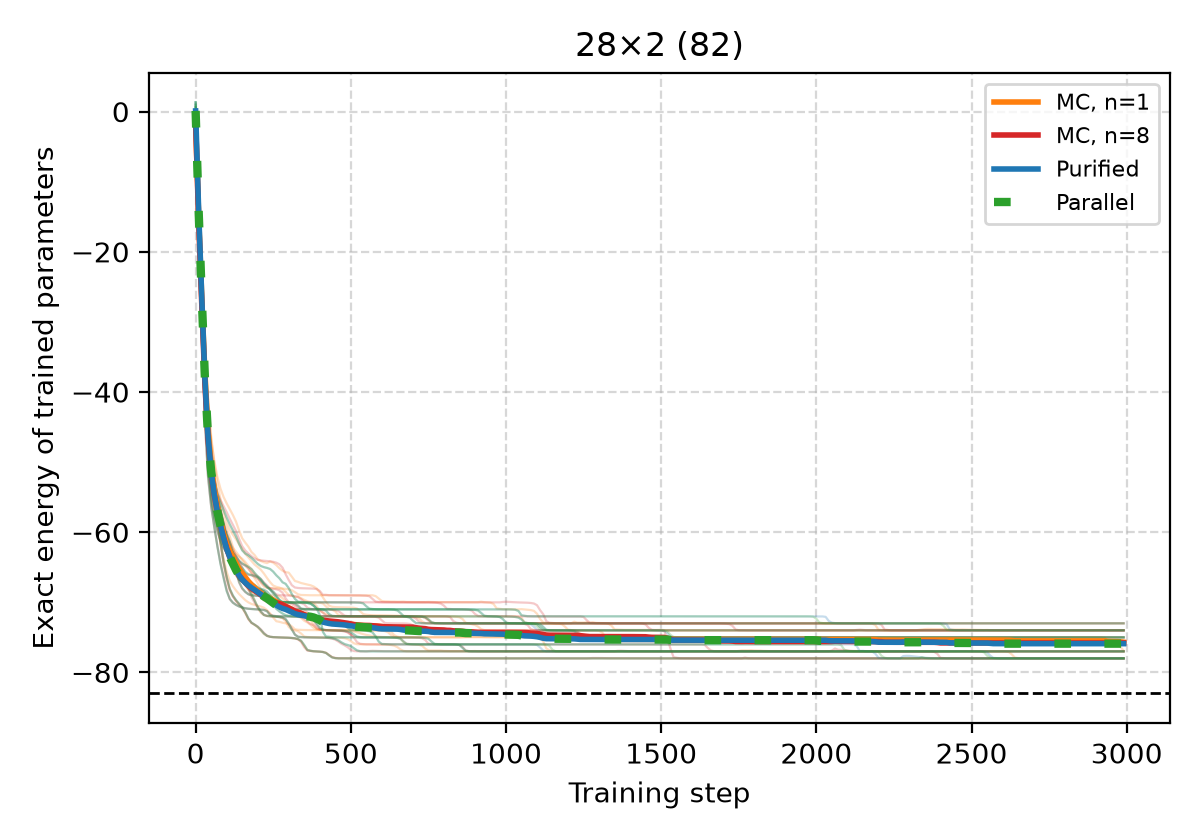 28×2 (82)
Exact energy of trained parameters
0
−20
−40
−60
−80
MC, n=1
MC, n=8
Purified
Parallel
0 500 1000 1500 2000 2500 3000
Training step